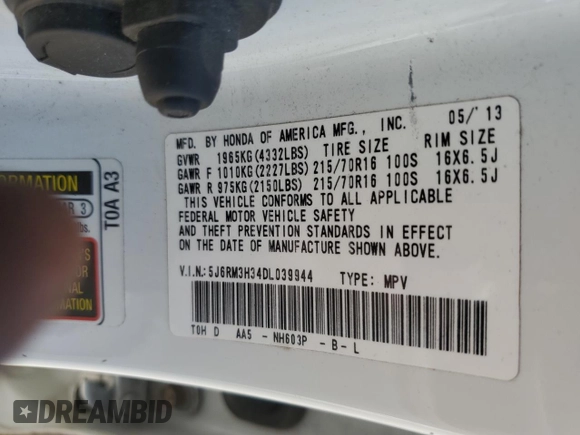 05/'13
MFD. BY HONDA OF AMERICA MFG., INC.
GVWR 1965KG(4332LBS) TIRE SIZE RIM SIZE
GAWR F 1010KG(2227LBS) 215/70R16 100S 16X6.5J
GAWR R 975KG(2150LBS) 215/70R16 100S 16X6.5J
THIS VEHICLE CONFORMS TO ALL APPLICABLE
FEDERAL MOTOR VEHICLE SAFETY
AND THEFT PREVENTION STANDARDS IN EFFECT
ON THE DATE OF MANUFACTURE SHOWN ABOVE.
V.I.N.:5J6RM3H34DL039944 TYPE: MPV
T0H D AA5 - NH603P - B - L
T0A A3
3
DREAMBID